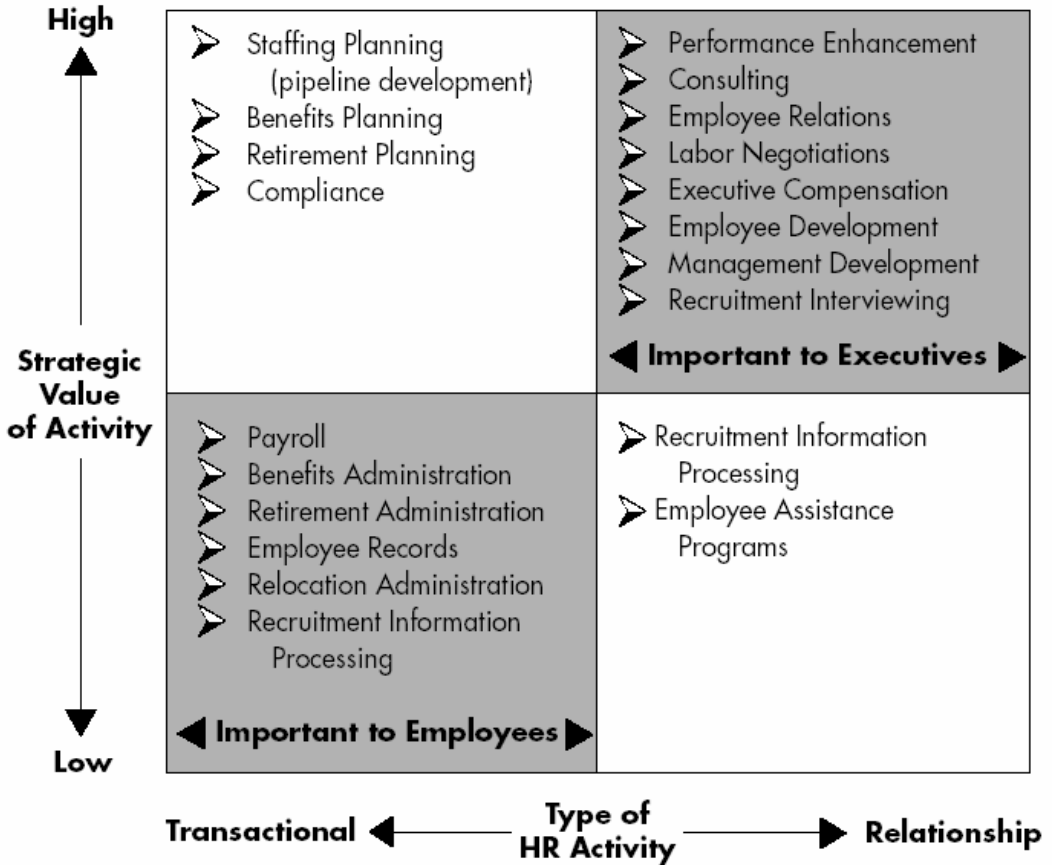 High
Staffing Planning
(pipeline development)
Benefits Planning
Retirement Planning
Compliance
Performance Enhancement
Consulting
Employee Relations
Labor Negotiations
Executive Compensation
Employee Development
Management Development
Recruitment Interviewing
Important to Executives
Strategic
Value
of Activity
Payroll
Benefits Administration
Retirement Administration
Employee Records
Relocation Administration
Recruitment Information
Processing
Important to Employees
Recruitment Information
Processing
Employee Assistance
Programs
Low
Transactional
Type of
HR Activity
Relationship